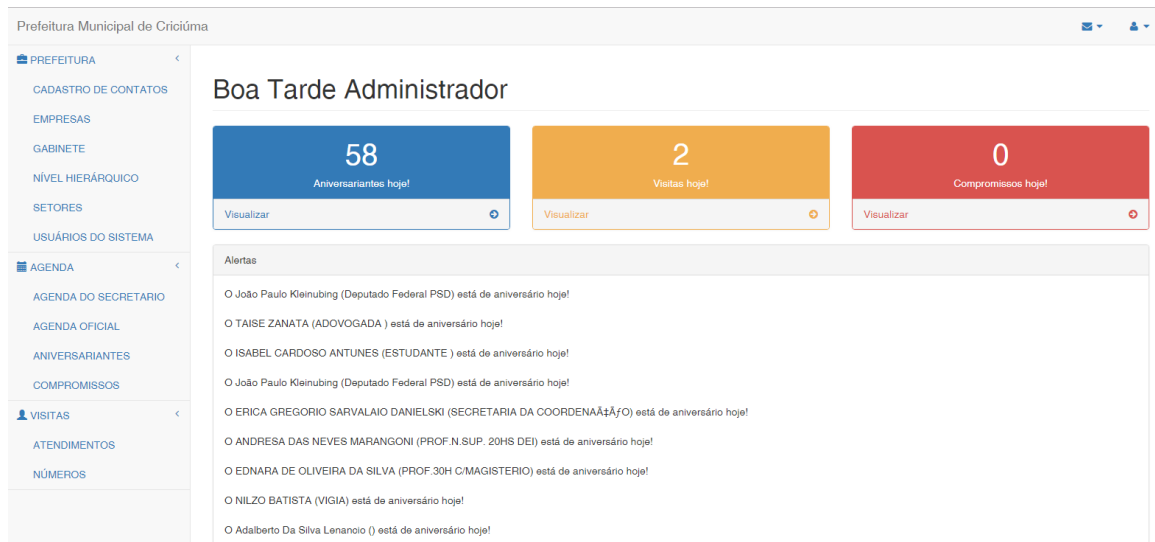 Prefeitura Municipal de Criciúma
PREFEITURA
CADASTRO DE CONTATOS
EMPRESAS
GABINETE
NÍVEL HIERÁRQUICO
SETORES
USUÁRIOS DO SISTEMA
AGENDA
AGENDA DO SECRETARIO
AGENDA OFICIAL
ANIVERSARIANTES
COMPROMISSOS
VISITAS
ATENDIMENTOS
NÚMEROS
Boa Tarde Administrador
58
Aniversariantes hoje!
Visualizar
2
Visitas hoje!
Visualizar
0
Compromissos hoje!
Visualizar
Alertas
O João Paulo Kleinubing (Deputado Federal PSD) está de aniversário hoje!
O TAISE ZANATA (ADOVOGADA ) está de aniversário hoje!
O ISABEL CARDOSO ANTUNES (ESTUDANTE ) está de aniversário hoje!
O João Paulo Kleinubing (Deputado Federal PSD) está de aniversário hoje!
O ERICA GREGORIO SARVALAIO DANIELSKI (SECRETARIA DA COORDENAÃ‡ÃƒO) está de aniversário hoje!
O ANDRESA DAS NEVES MARANGONI (PROF.N.SUP. 20HS DEI) está de aniversário hoje!
O EDNARA DE OLIVEIRA DA SILVA (PROF.30H C/MAGISTERIO) está de aniversário hoje!
O NILZO BATISTA (VIGIA) está de aniversário hoje!
O Adalberto Da Silva Lenancio () está de aniversário hoje!